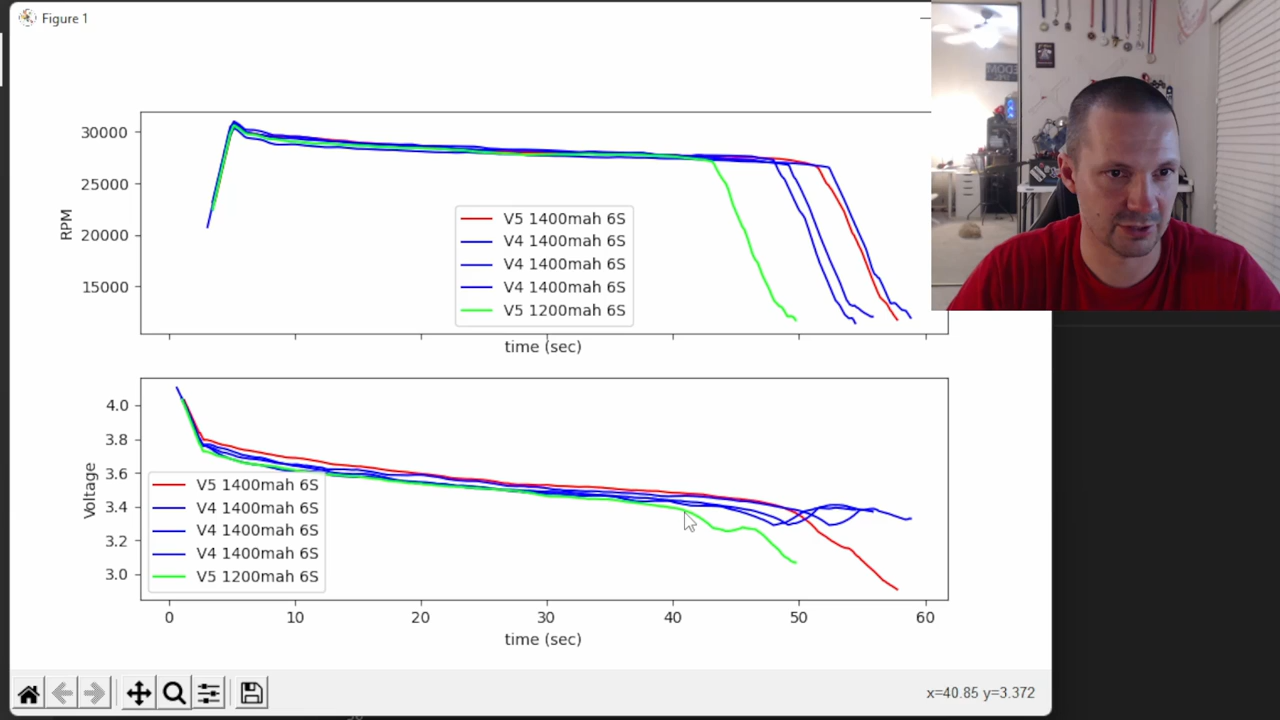 Figure 1
30000
25000
20000
15000
RPM
V5 1400mah 6S
V4 1400mah 6S
V4 1400mah 6S
V4 1400mah 6S
V5 1200mah 6S
time (sec)
4.0
3.8
3.6
3.4
3.2
3.0
Voltage
V5 1400mah 6S
V4 1400mah 6S
V4 1400mah 6S
V4 1400mah 6S
V5 1200mah 6S
0 10 20 30 40 50 60
time (sec)
x=40.85 y=3.372